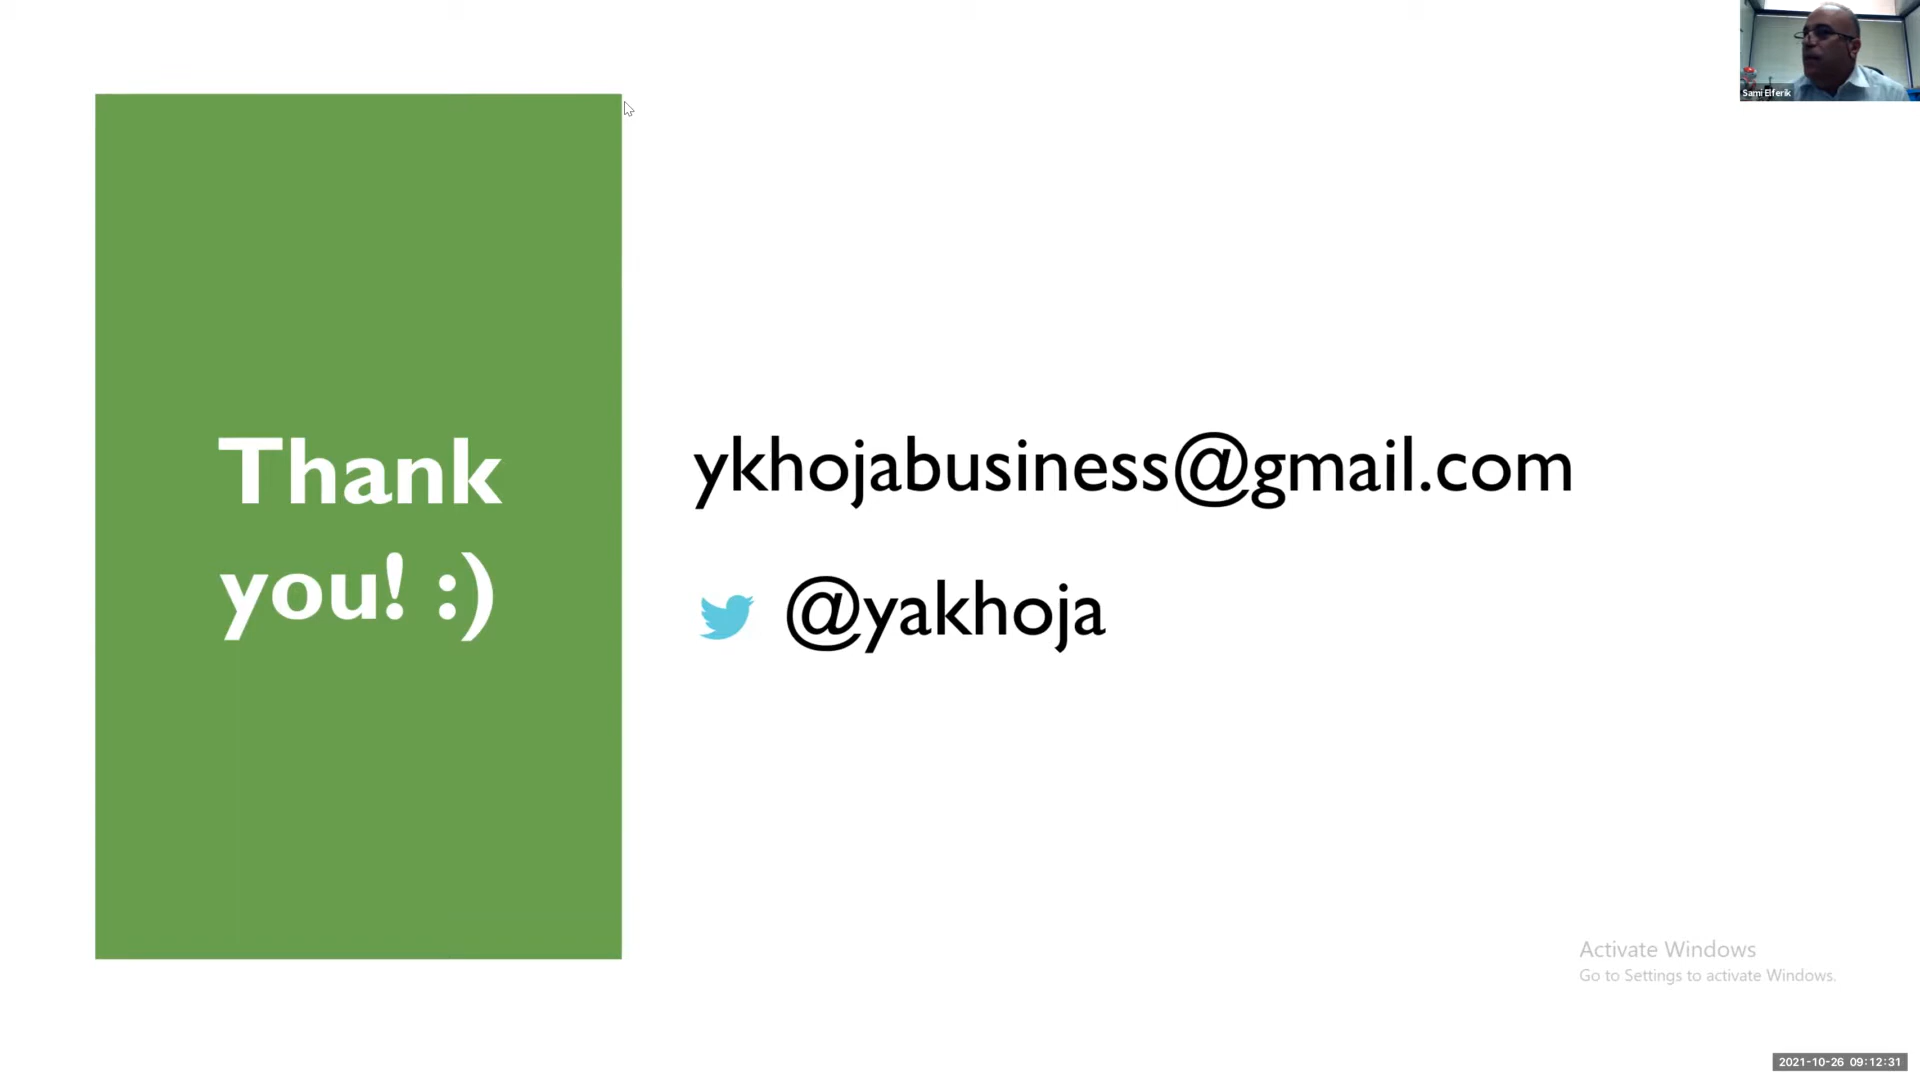 Sami Elferik
Thank
you! :)
ykhojabusiness@gmail.com
@yakhoja
Activate Windows
Go to Settings to activate Windows.
2021-10-26 09:12:31